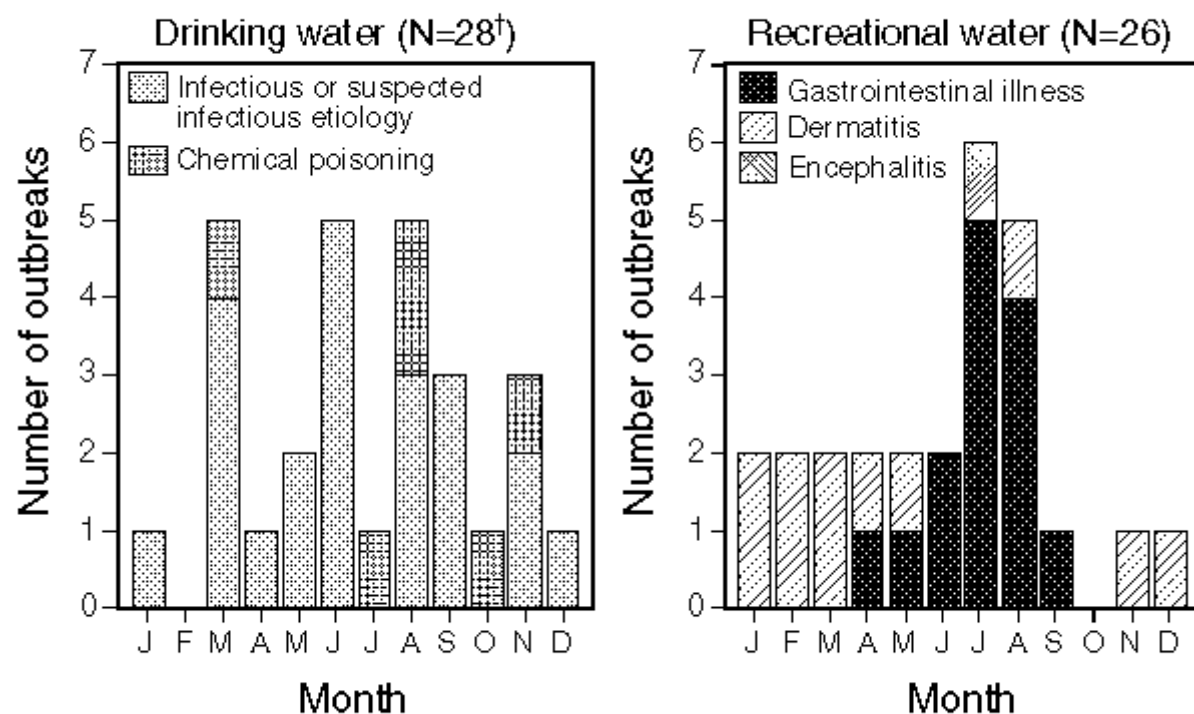 Drinking water (N=28†)
7
6
5
4
3
2
1
0
Number of outbreaks
Infectious or suspected
infectious etiology
Chemical poisoning
J F M A M J J A S O N D
Month
Recreational water (N=26)
7
6
5
4
3
2
1
0
Number of outbreaks
Gastrointestinal illness
Dermatitis
Encephalitis
J F M A M J J A S O N D
Month